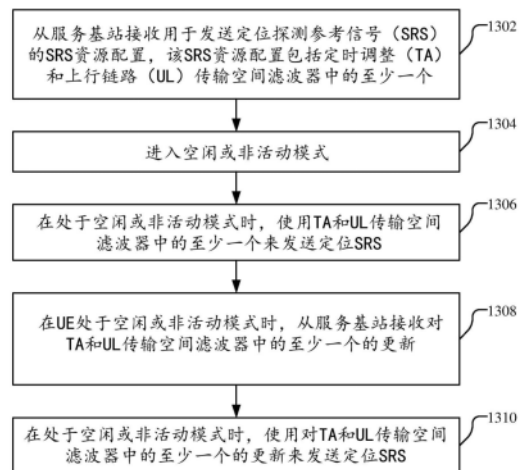 从服务基站接收用于发送定位探测参考信号（SRS）
的SRS资源配置，该SRS资源配置包括定时调整（TA）
和上行链路（UL）传输空间滤波器中的至少一个
1302
进入空闲或非活动模式
1304
在处于空闲或非活动模式时，使用TA和UL传输空间
滤波器中的至少一个来发送定位SRS
1306
在UE处于空闲或非活动模式时，从服务基站接收对
TA和UL传输空间滤波器中的至少一个的更新
1308
在处于空闲或非活动模式时，使用对TA和UL传输空间
滤波器中的至少一个的更新来发送定位SRS
1310